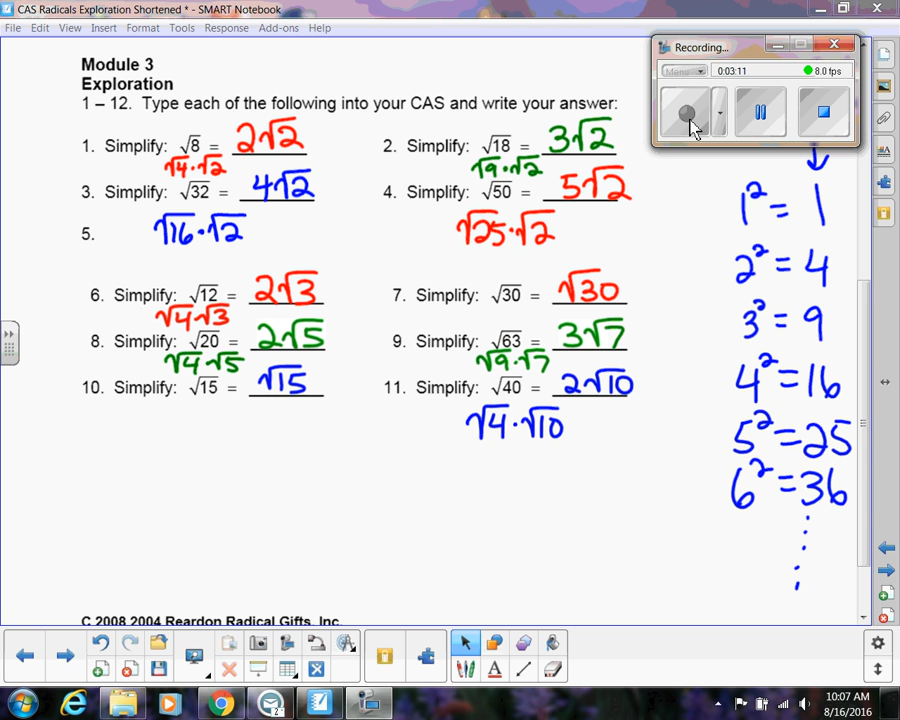 CAS Radicals Exploration Shortened * - SMART Notebook
File Edit View Insert Format Tools Response Add-ons Help
Recording...
Menu 0:03:11 8.0 fps
Module 3
Exploration
1 – 12. Type each of the following into your CAS and write your answer:
1. Simplify: √8 = 2√2
√4·√2
2. Simplify: √18 = 3√2
√9·√2
3. Simplify: √32 = 4√2
√16·√2
4. Simplify: √50 = 5√2
√25·√2
5.
6. Simplify: √12 = 2√3
√4√3
7. Simplify: √30 = √30
8. Simplify: √20 = 2√5
√4·√5
9. Simplify: √63 = 3√7
√9·√7
10. Simplify: √15 = √15
11. Simplify: √40 = 2√10
√4·√10
1² = 1
2² = 4
3² = 9
4² = 16
5² = 25
6² = 36
C 2008 2004 Reardon Radical Gifts, Inc.
10:07 AM
8/16/2016